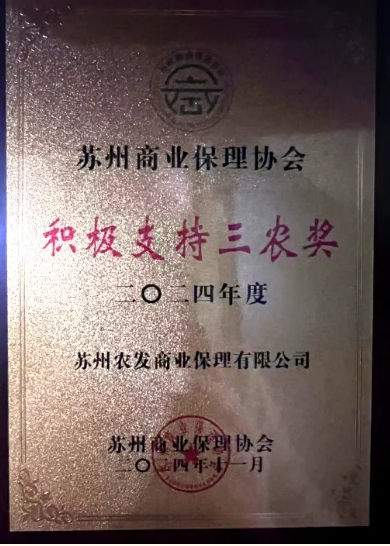 苏州商业保理协会
积极支持三农奖
二〇二四年度
苏州农发商业保理有限公司
苏州商业保理协会
二〇二四年十一月